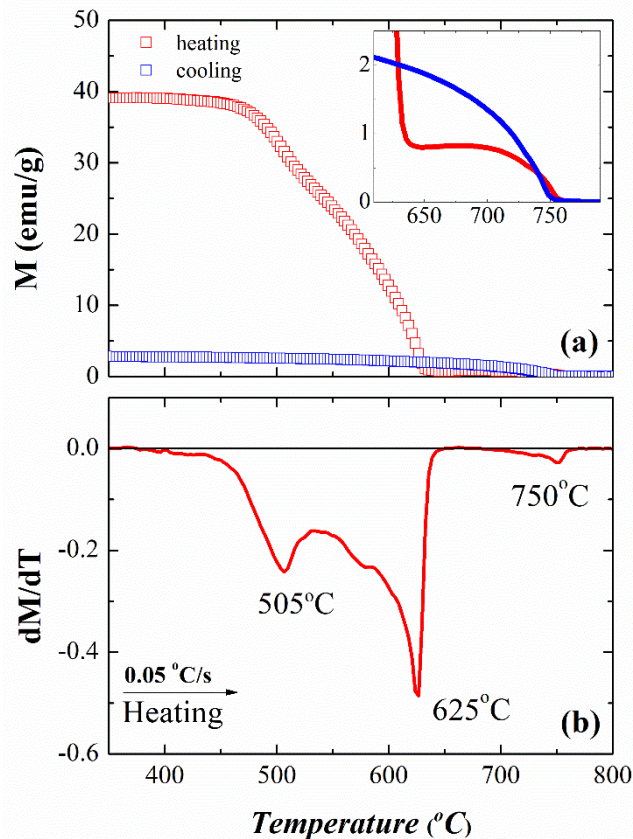 heating
cooling
50
40
30
20
10
0
M (emu/g)
2
1
0
650
700
750
(a)
0.0
-0.2
-0.4
-0.6
dM/dT
750°C
505°C
625°C
0.05 °C/s
Heating
(b)
400
500
600
700
800
Temperature (°C)